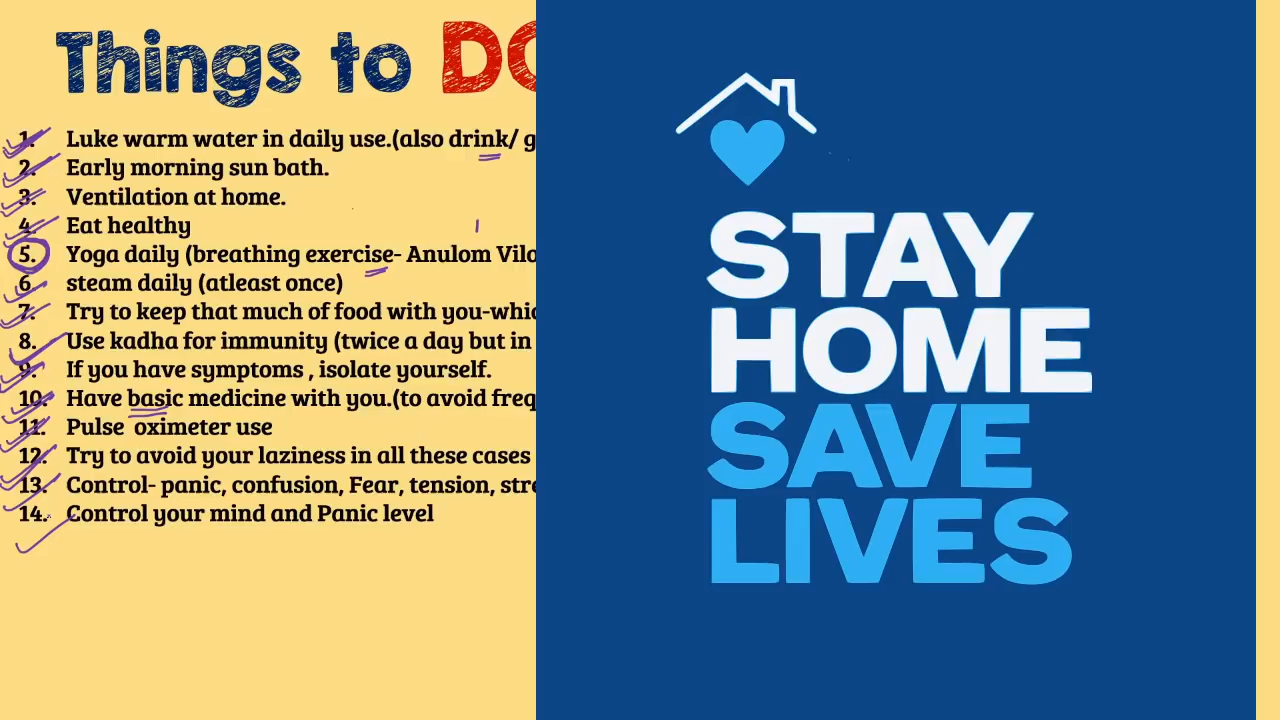 Things to DO
1. Luke warm water in daily use.(also drink/ g
2. Early morning sun bath.
3. Ventilation at home.
4. Eat healthy
5. Yoga daily (breathing exercise- Anulom Vilo
6. steam daily (atleast once)
7. Try to keep that much of food with you-whic
8. Use kadha for immunity (twice a day but in
9. If you have symptoms , isolate yourself.
10. Have basic medicine with you.(to avoid freq
11. Pulse oximeter use
12. Try to avoid your laziness in all these cases
13. Control- panic, confusion, Fear, tension, stre
14. Control your mind and Panic level
STAY
HOME
SAVE
LIVES